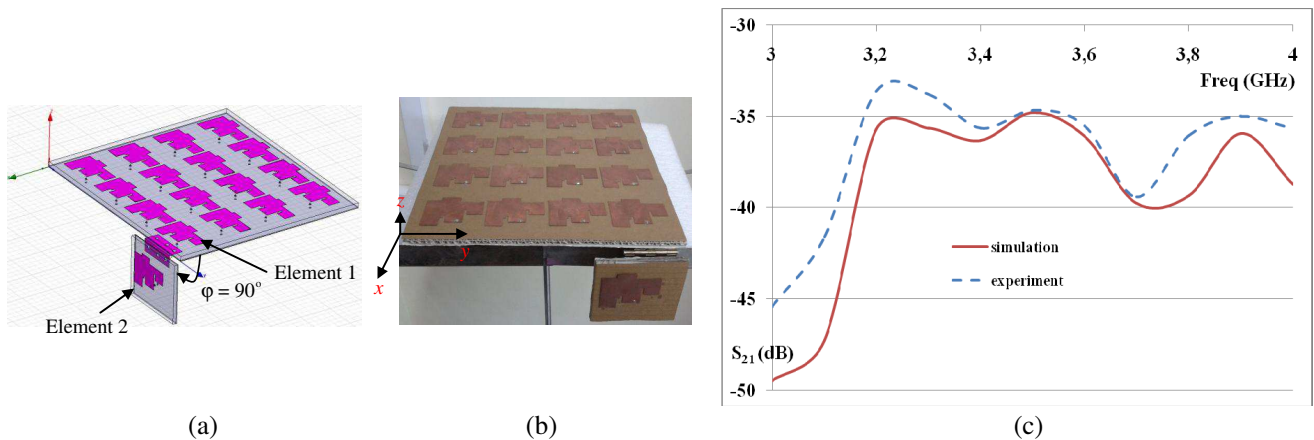 Element 1
φ = 90°
Element 2
(a)
z
y
x
(b)
-30
3
3,2
3,4
3,6
3,8
4
Freq (GHz)
-35
-40
simulation
experiment
-45
S₂₁ (dB)
-50
(c)